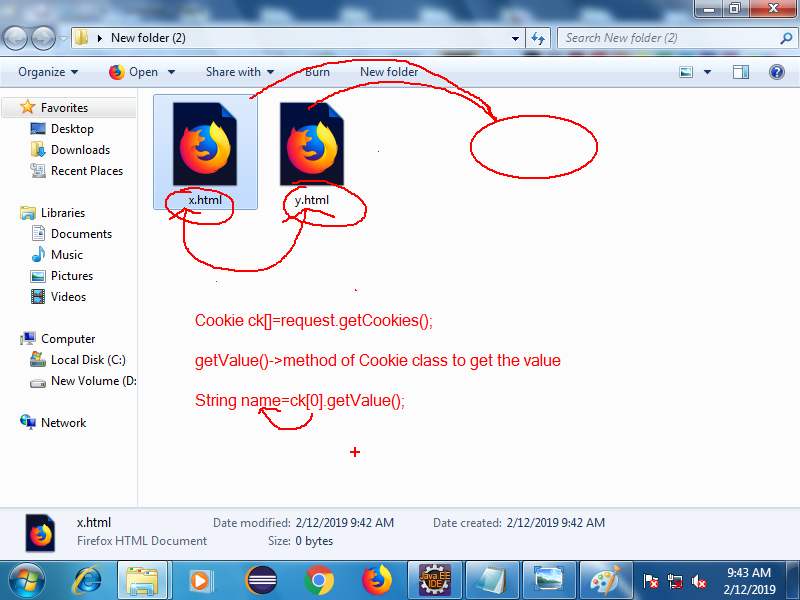 New folder (2)
Search New folder (2)
Organize
Open
Share with
Burn
New folder
Favorites
Desktop
Downloads
Recent Places
Libraries
Documents
Music
Pictures
Videos
Computer
Local Disk (C:)
New Volume (D:
Network
x.html
y.html
Cookie ck[]=request.getCookies();
getValue()->method of Cookie class to get the value
String name=ck[0].getValue();
x.html
Date modified: 2/12/2019 9:42 AM
Date created: 2/12/2019 9:42 AM
Firefox HTML Document
Size: 0 bytes
Java EE
IDE
9:43 AM
2/12/2019